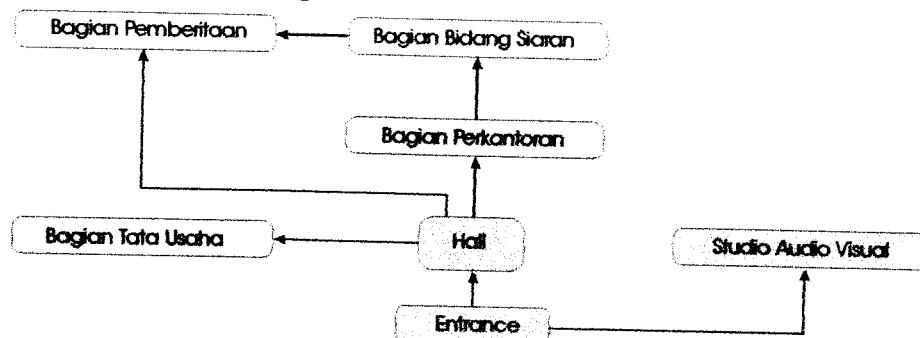 Bagian Pemberitaan
Bagian Bidang Siaran
Bagian Perkantoran
Bagian Tata Usaha
Hall
Studio Audio Visual
Entrance